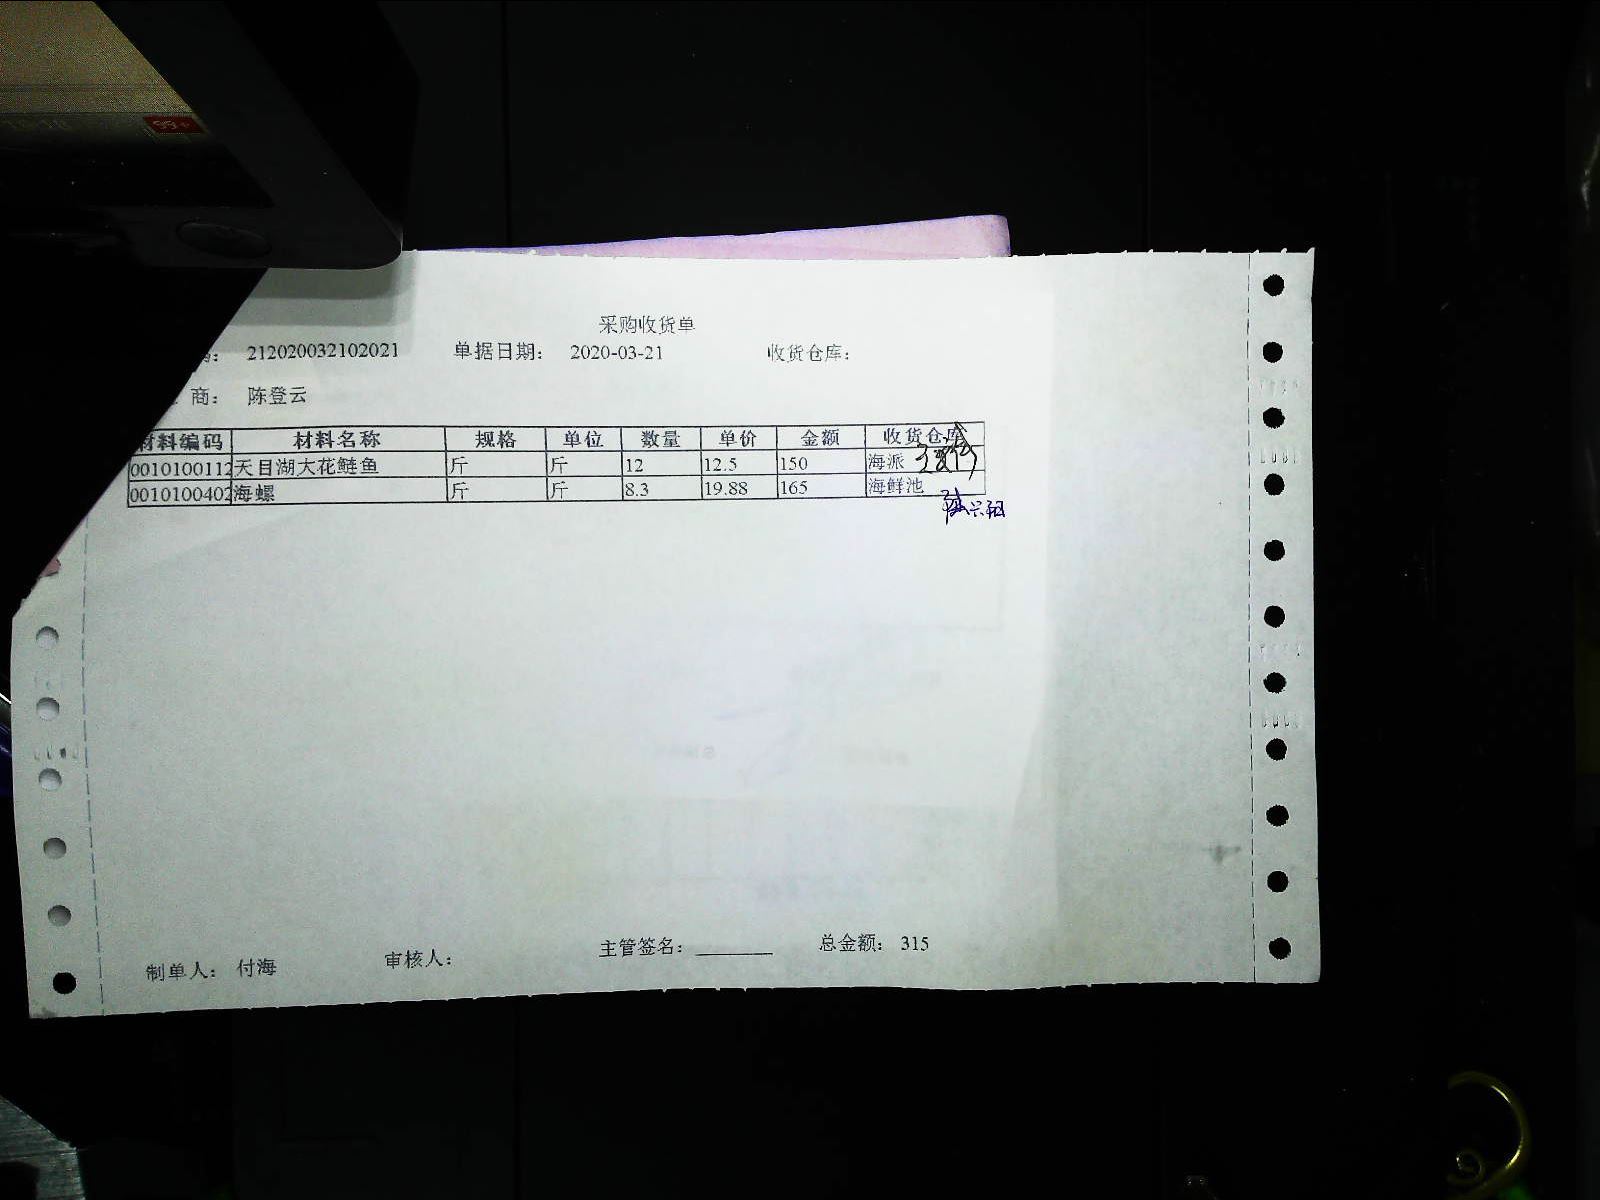 99+
采购收货单
: 212020032102021 单据日期: 2020-03-21 收货仓库:
商: 陈登云
材料编码 材料名称 规格 单位 数量 单价 金额 收货仓库
0010100112 天目湖大花鲢鱼 斤 斤 12 12.5 150 海派
0010100402 海螺 斤 斤 8.3 19.88 165 海鲜池
制单人: 付海 审核人: 主管签名: 总金额: 315